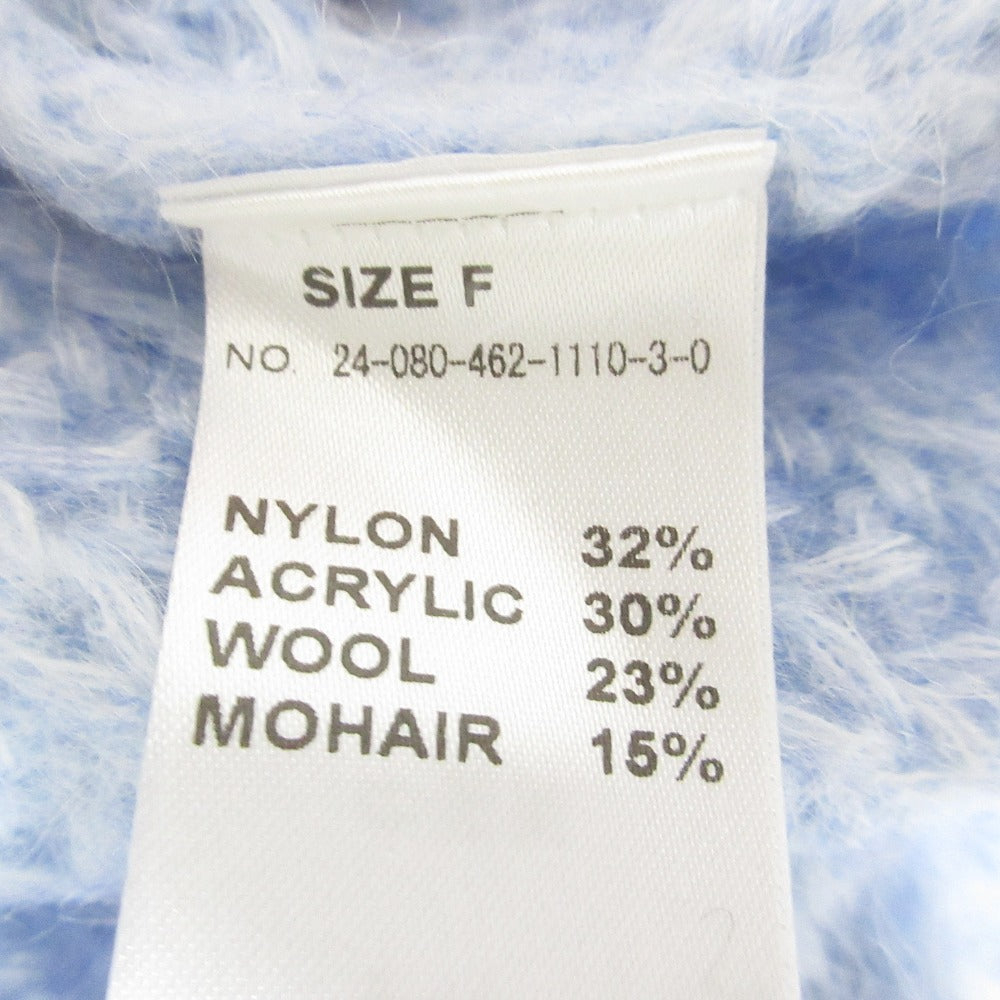 SIZE F
NO. 24-080-462-1110-3-0
NYLON 32%
ACRYLIC 30%
WOOL 23%
MOHAIR 15%